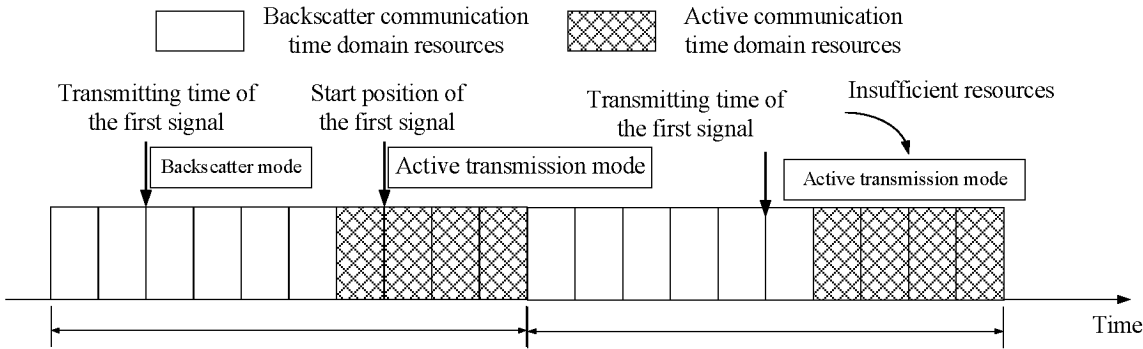 Backscatter communication
time domain resources
Active communication
time domain resources
Transmitting time of
the first signal
Start position of
the first signal
Transmitting time of
the first signal
Insufficient resources
Backscatter mode
Active transmission mode
Active transmission mode
Time